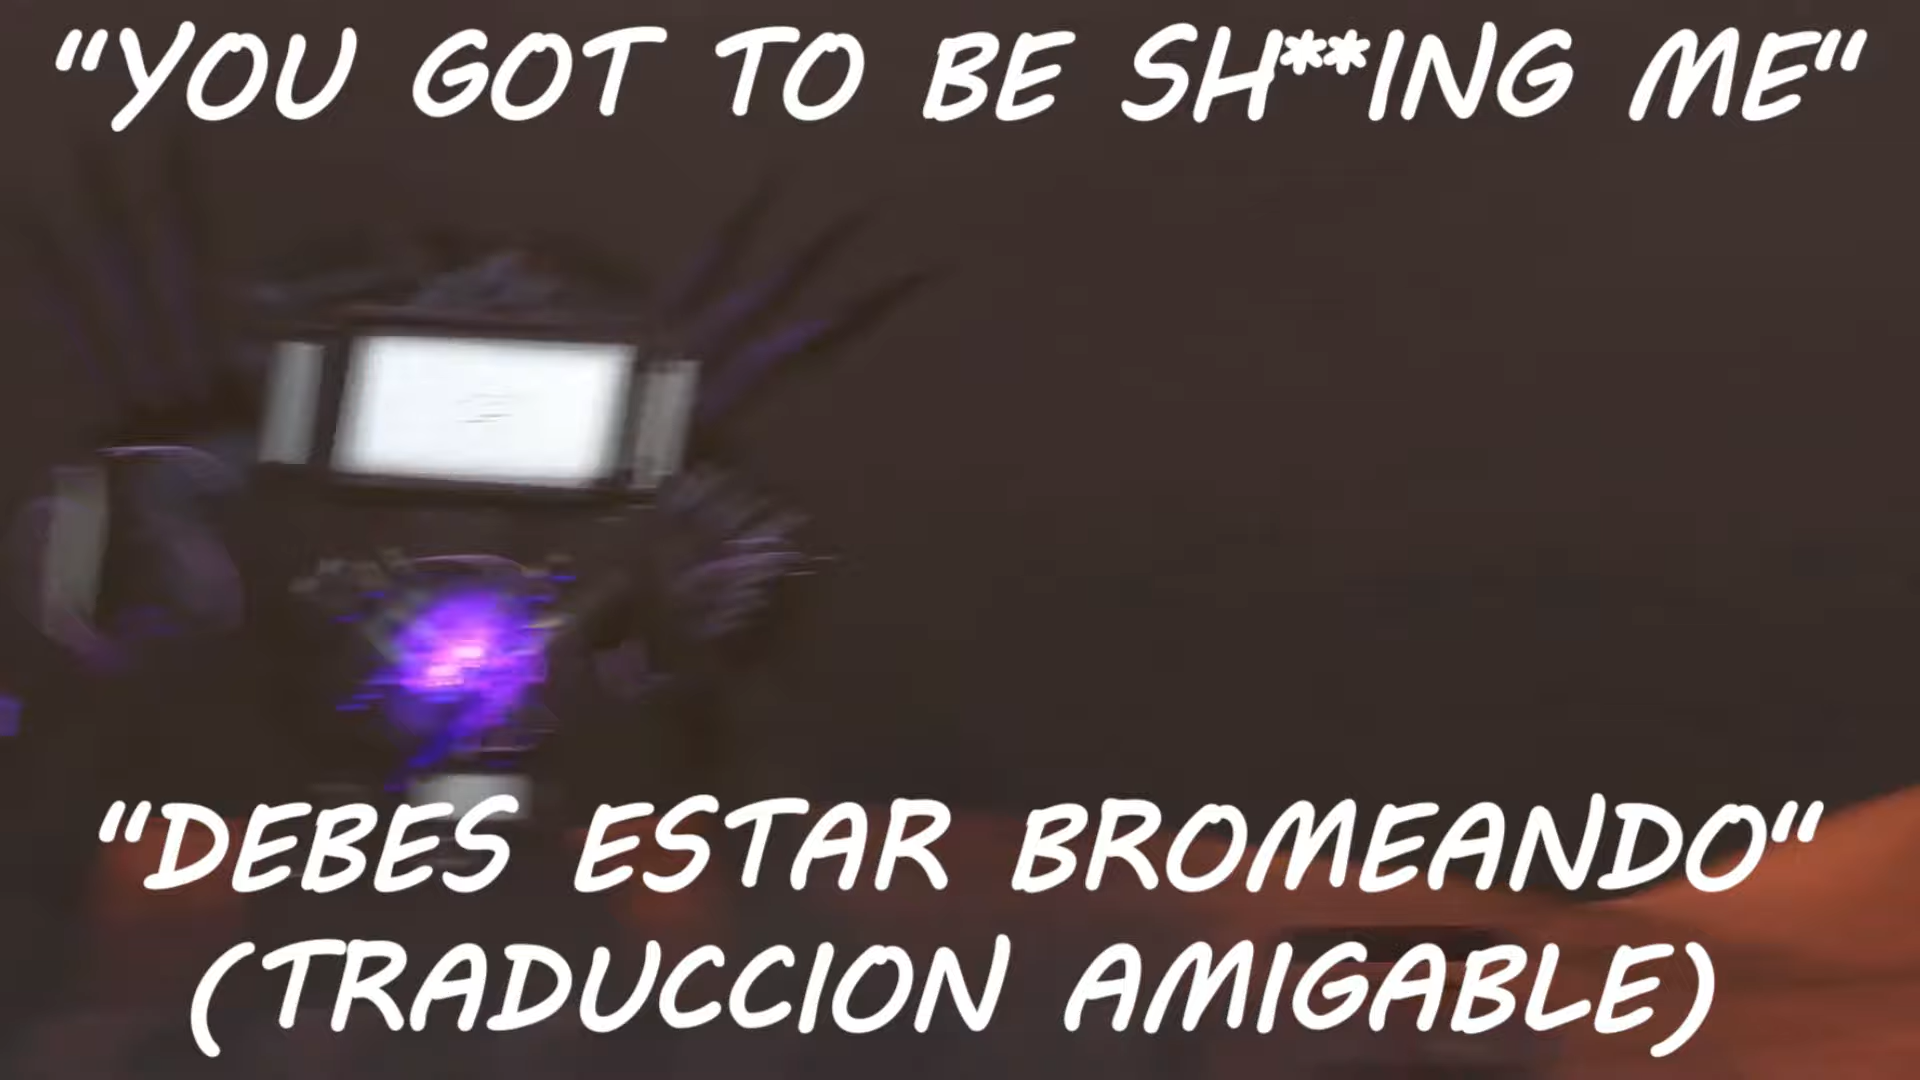 "YOU GOT TO BE SH**ING ME"
"DEBES ESTAR BROMEANDO"
(TRADUCCION AMIGABLE)